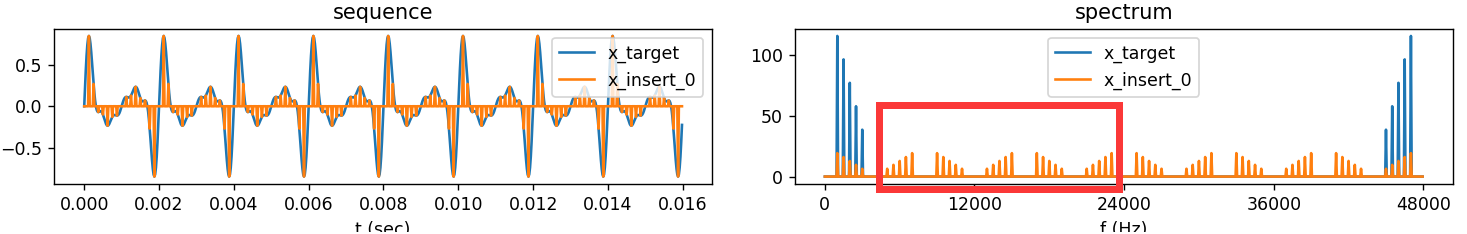 sequence
0.5
0.0
−0.5
x_target
x_insert_0
0.000 0.002 0.004 0.006 0.008 0.010 0.012 0.014 0.016
t (sec)
spectrum
100
50
0
x_target
x_insert_0
0 12000 24000 36000 48000
f (Hz)